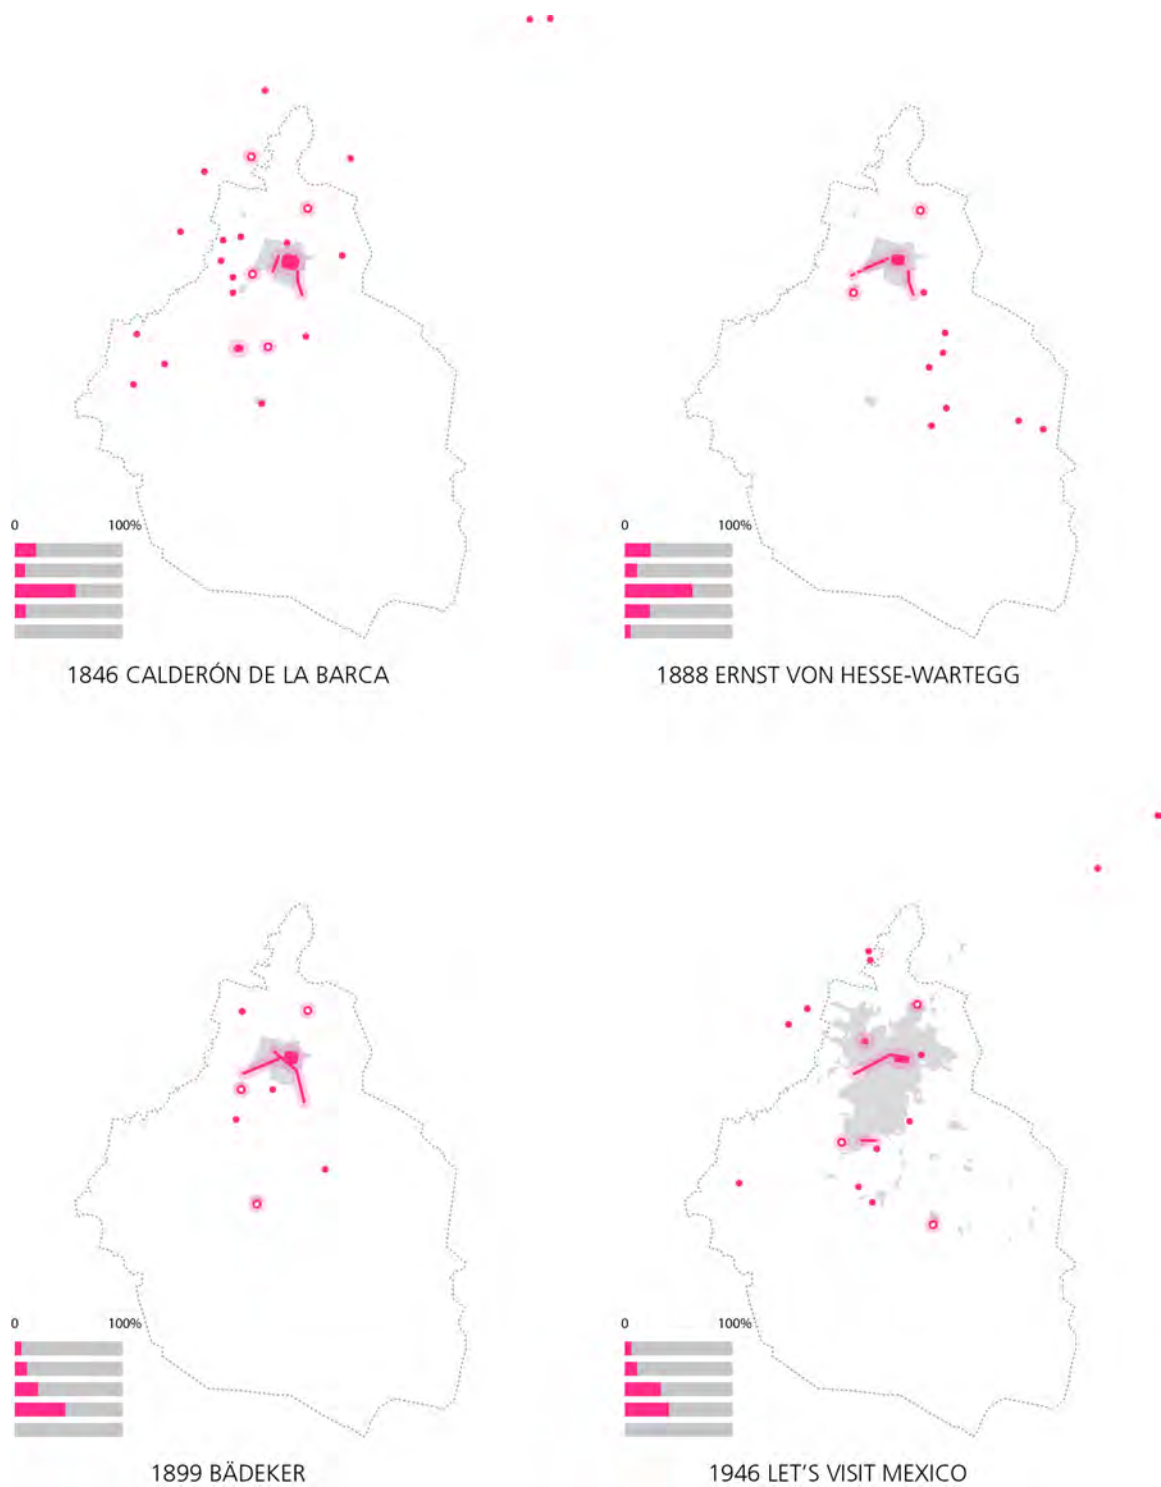 0 100%
0 100%
1846 CALDERÓN DE LA BARCA
1888 ERNST VON HESSE-WARTEGG
0 100%
0 100%
1899 BÄDEKER
1946 LET'S VISIT MEXICO